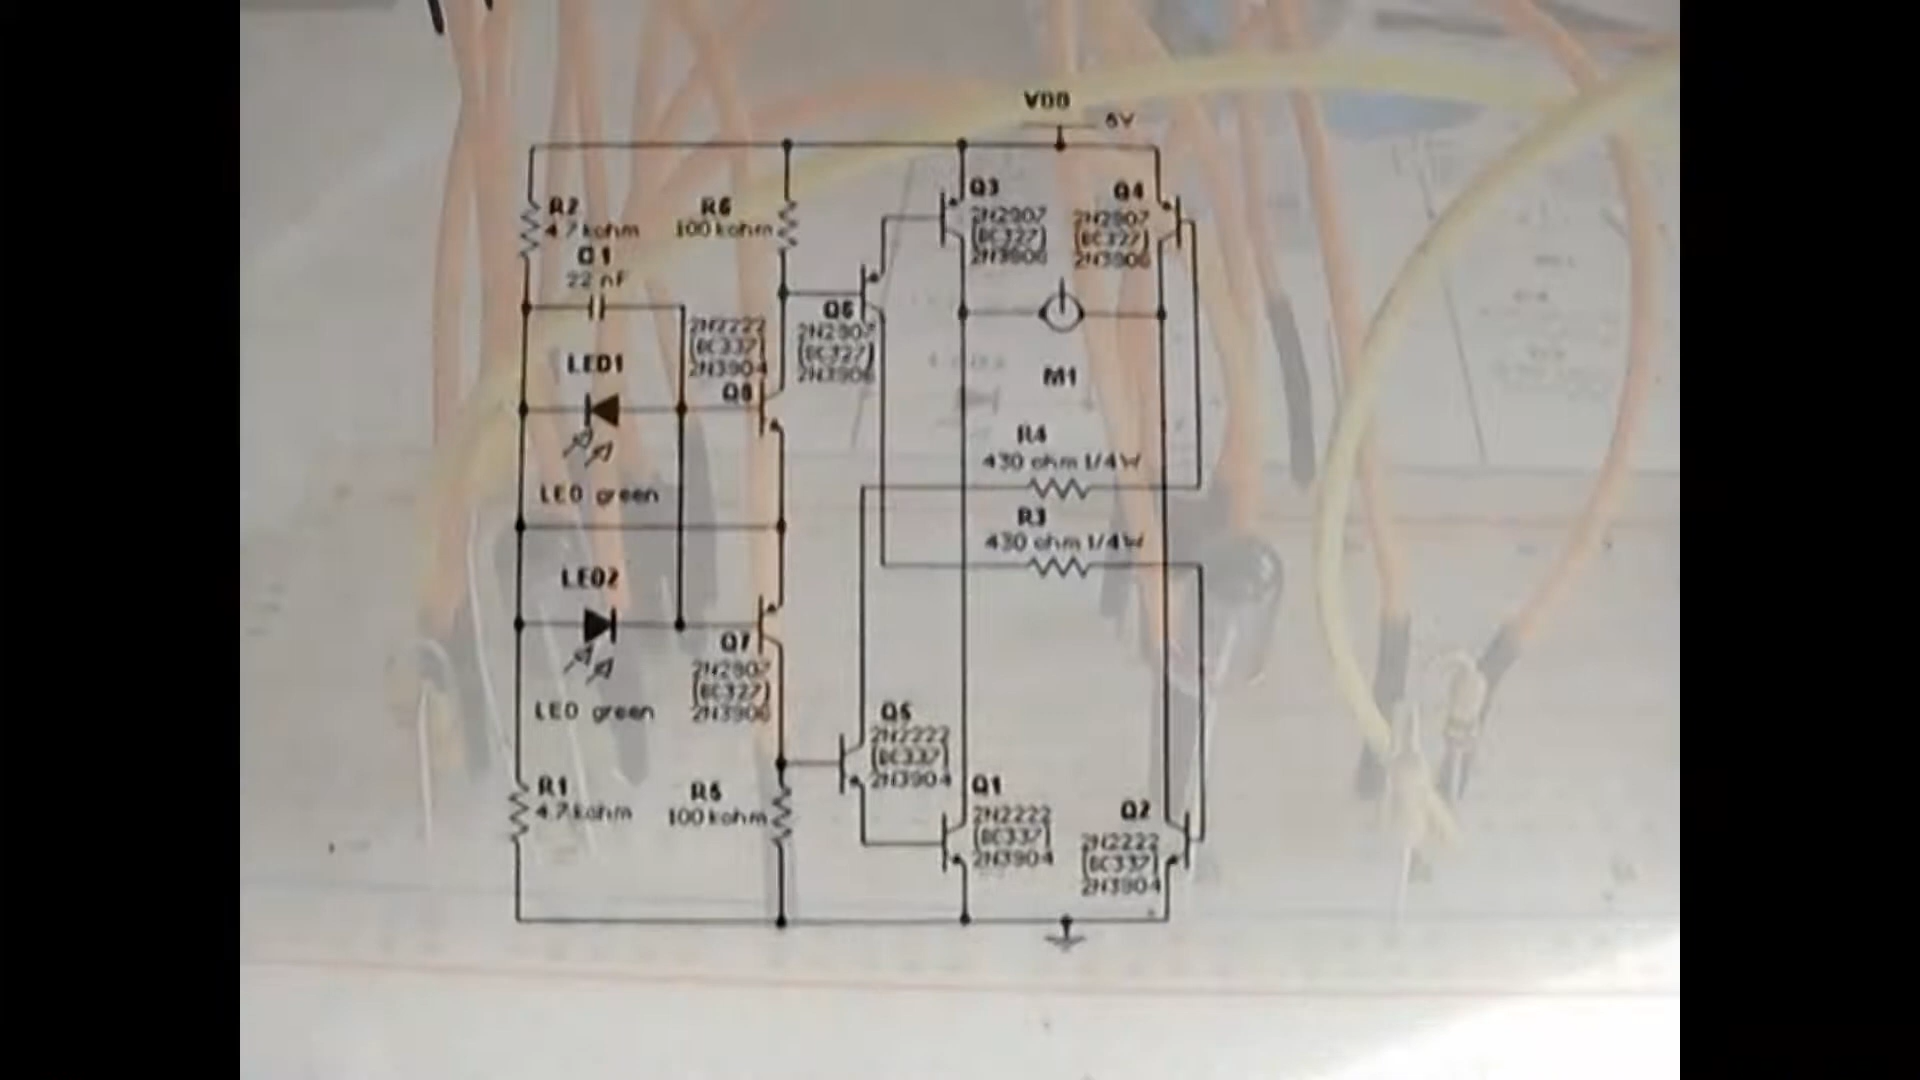 VDD
6V
R2
4.7 kohm
C1
22 nF
R6
100 kohm
Q3
2N2907
(BC327)
2N3906
Q4
2N2907
(BC327)
2N3906
2N2222
(BC337)
2N3904
Q8
Q6
2N2907
(BC327)
2N3906
LED1
LED green
M1
R4
430 ohm 1/4W
R3
430 ohm 1/4W
LED2
LED green
Q7
2N2907
(BC327)
2N3906
Q5
2N2222
(BC337)
2N3904
R1
4.7 kohm
R5
100 kohm
Q1
2N2222
(BC337)
2N3904
Q2
2N2222
(BC337)
2N3904